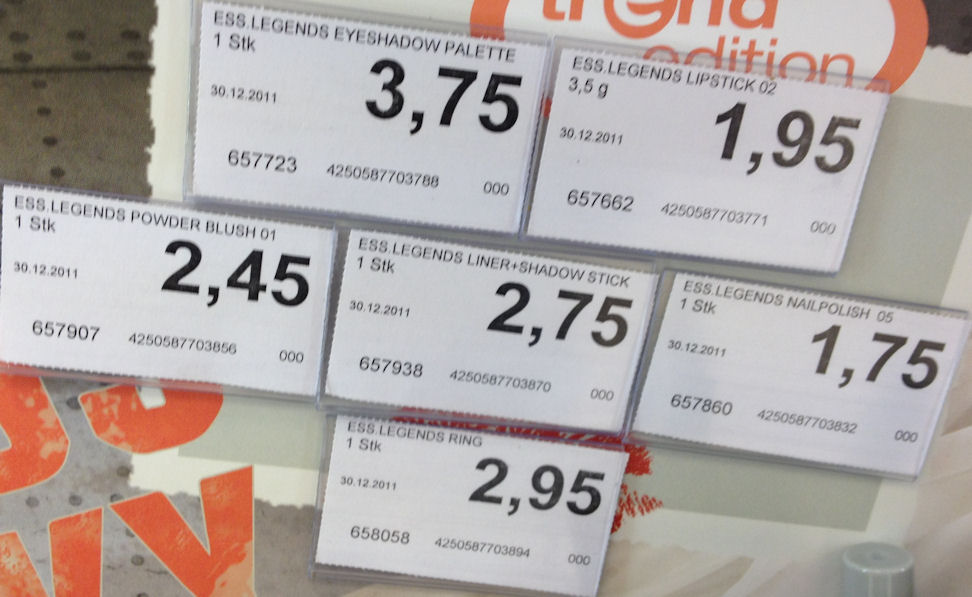 trend
edition
ESS.LEGENDS EYESHADOW PALETTE
1 Stk
3,75
30.12.2011
657723 4250587703788 000
ESS.LEGENDS LIPSTICK 02
3,5 g
1,95
30.12.2011
657662 4250587703771 000
ESS.LEGENDS POWDER BLUSH 01
1 Stk
2,45
30.12.2011
657907 4250587703856 000
ESS.LEGENDS LINER+SHADOW STICK
1 Stk
2,75
30.12.2011
657938 4250587703870 000
ESS.LEGENDS NAILPOLISH 05
1 Stk
1,75
30.12.2011
657860 4250587703832 000
ESS.LEGENDS RING
1 Stk
2,95
30.12.2011
658058 4250587703894 000